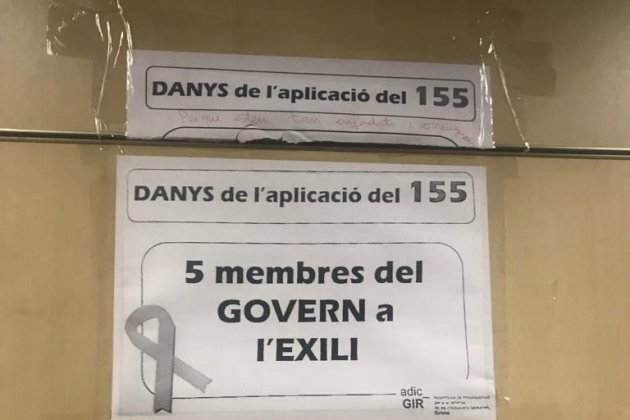 DANYS de l'aplicació del 155
DANYS de l'aplicació del 155
5 membres del
GOVERN a
l'EXILI
adic
GIR